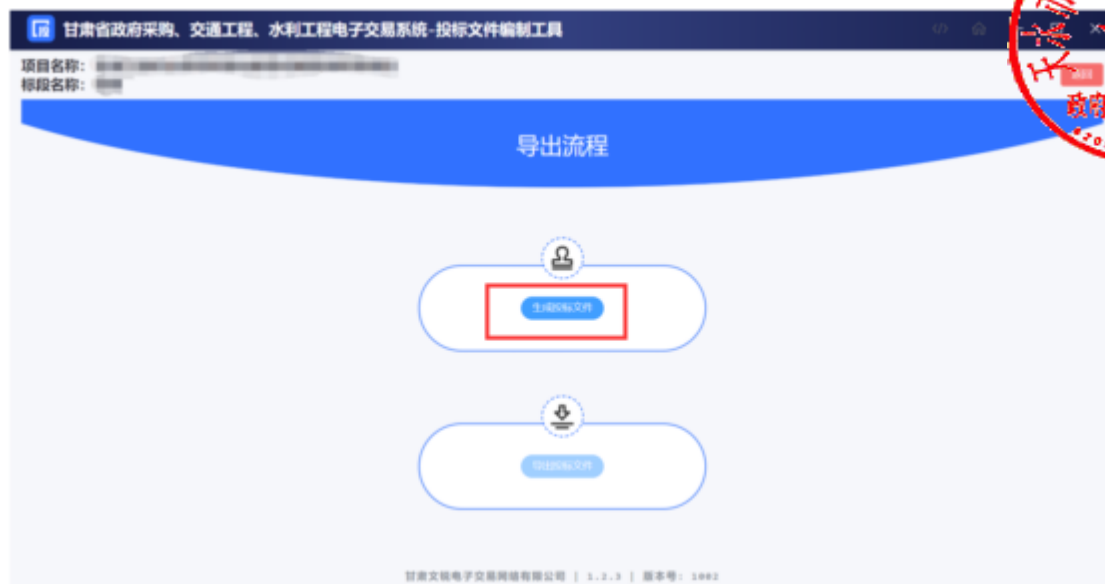 投 甘肃省政府采购、交通工程、水利工程电子交易系统-投标文件编制工具
项目名称：
标段名称：
返回
导出流程
生成投标文件
导出投标文件
甘肃文锐电子交易网络有限公司 | 1.2.3 | 版本号: 1002